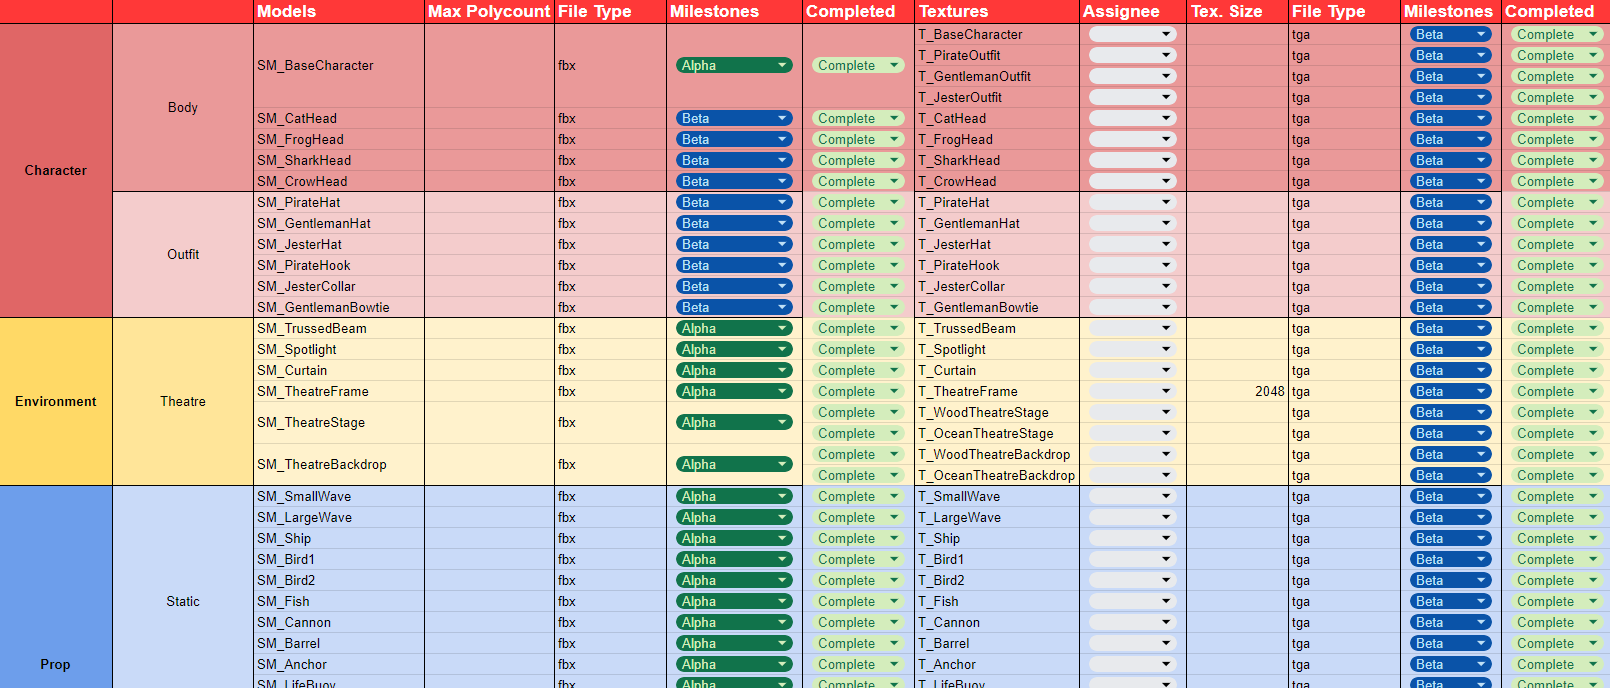 Models Max Polycount File Type Milestones Completed Textures Assignee Tex. Size File Type Milestones Completed
Character Body SM_BaseCharacter fbx Alpha Complete T_BaseCharacter tga Beta Complete
T_PirateOutfit tga Beta Complete
T_GentlemanOutfit tga Beta Complete
T_JesterOutfit tga Beta Complete
SM_CatHead fbx Beta Complete T_CatHead tga Beta Complete
SM_FrogHead fbx Beta Complete T_FrogHead tga Beta Complete
SM_SharkHead fbx Beta Complete T_SharkHead tga Beta Complete
SM_CrowHead fbx Beta Complete T_CrowHead tga Beta Complete
Outfit SM_PirateHat fbx Beta Complete T_PirateHat tga Beta Complete
SM_GentlemanHat fbx Beta Complete T_GentlemanHat tga Beta Complete
SM_JesterHat fbx Beta Complete T_JesterHat tga Beta Complete
SM_PirateHook fbx Beta Complete T_PirateHook tga Beta Complete
SM_JesterCollar fbx Beta Complete T_JesterCollar tga Beta Complete
SM_GentlemanBowtie fbx Beta Complete T_GentlemanBowtie tga Beta Complete
Environment Theatre SM_TrussedBeam fbx Alpha Complete T_TrussedBeam tga Beta Complete
SM_Spotlight fbx Alpha Complete T_Spotlight tga Beta Complete
SM_Curtain fbx Alpha Complete T_Curtain tga Beta Complete
SM_TheatreFrame fbx Alpha Complete T_TheatreFrame 2048 tga Beta Complete
SM_TheatreStage fbx Alpha Complete T_WoodTheatreStage tga Beta Complete
Complete T_OceanTheatreStage tga Beta Complete
SM_TheatreBackdrop fbx Alpha Complete T_WoodTheatreBackdrop tga Beta Complete
Complete T_OceanTheatreBackdrop tga Beta Complete
Prop Static SM_SmallWave fbx Alpha Complete T_SmallWave tga Beta Complete
SM_LargeWave fbx Alpha Complete T_LargeWave tga Beta Complete
SM_Ship fbx Alpha Complete T_Ship tga Beta Complete
SM_Bird1 fbx Alpha Complete T_Bird1 tga Beta Complete
SM_Bird2 fbx Alpha Complete T_Bird2 tga Beta Complete
SM_Fish fbx Alpha Complete T_Fish tga Beta Complete
SM_Cannon fbx Alpha Complete T_Cannon tga Beta Complete
SM_Barrel fbx Alpha Complete T_Barrel tga Beta Complete
SM_Anchor fbx Alpha Complete T_Anchor tga Beta Complete
SM_LifeBuoy fbx Alpha Complete T_LifeBuoy tga Beta Complete